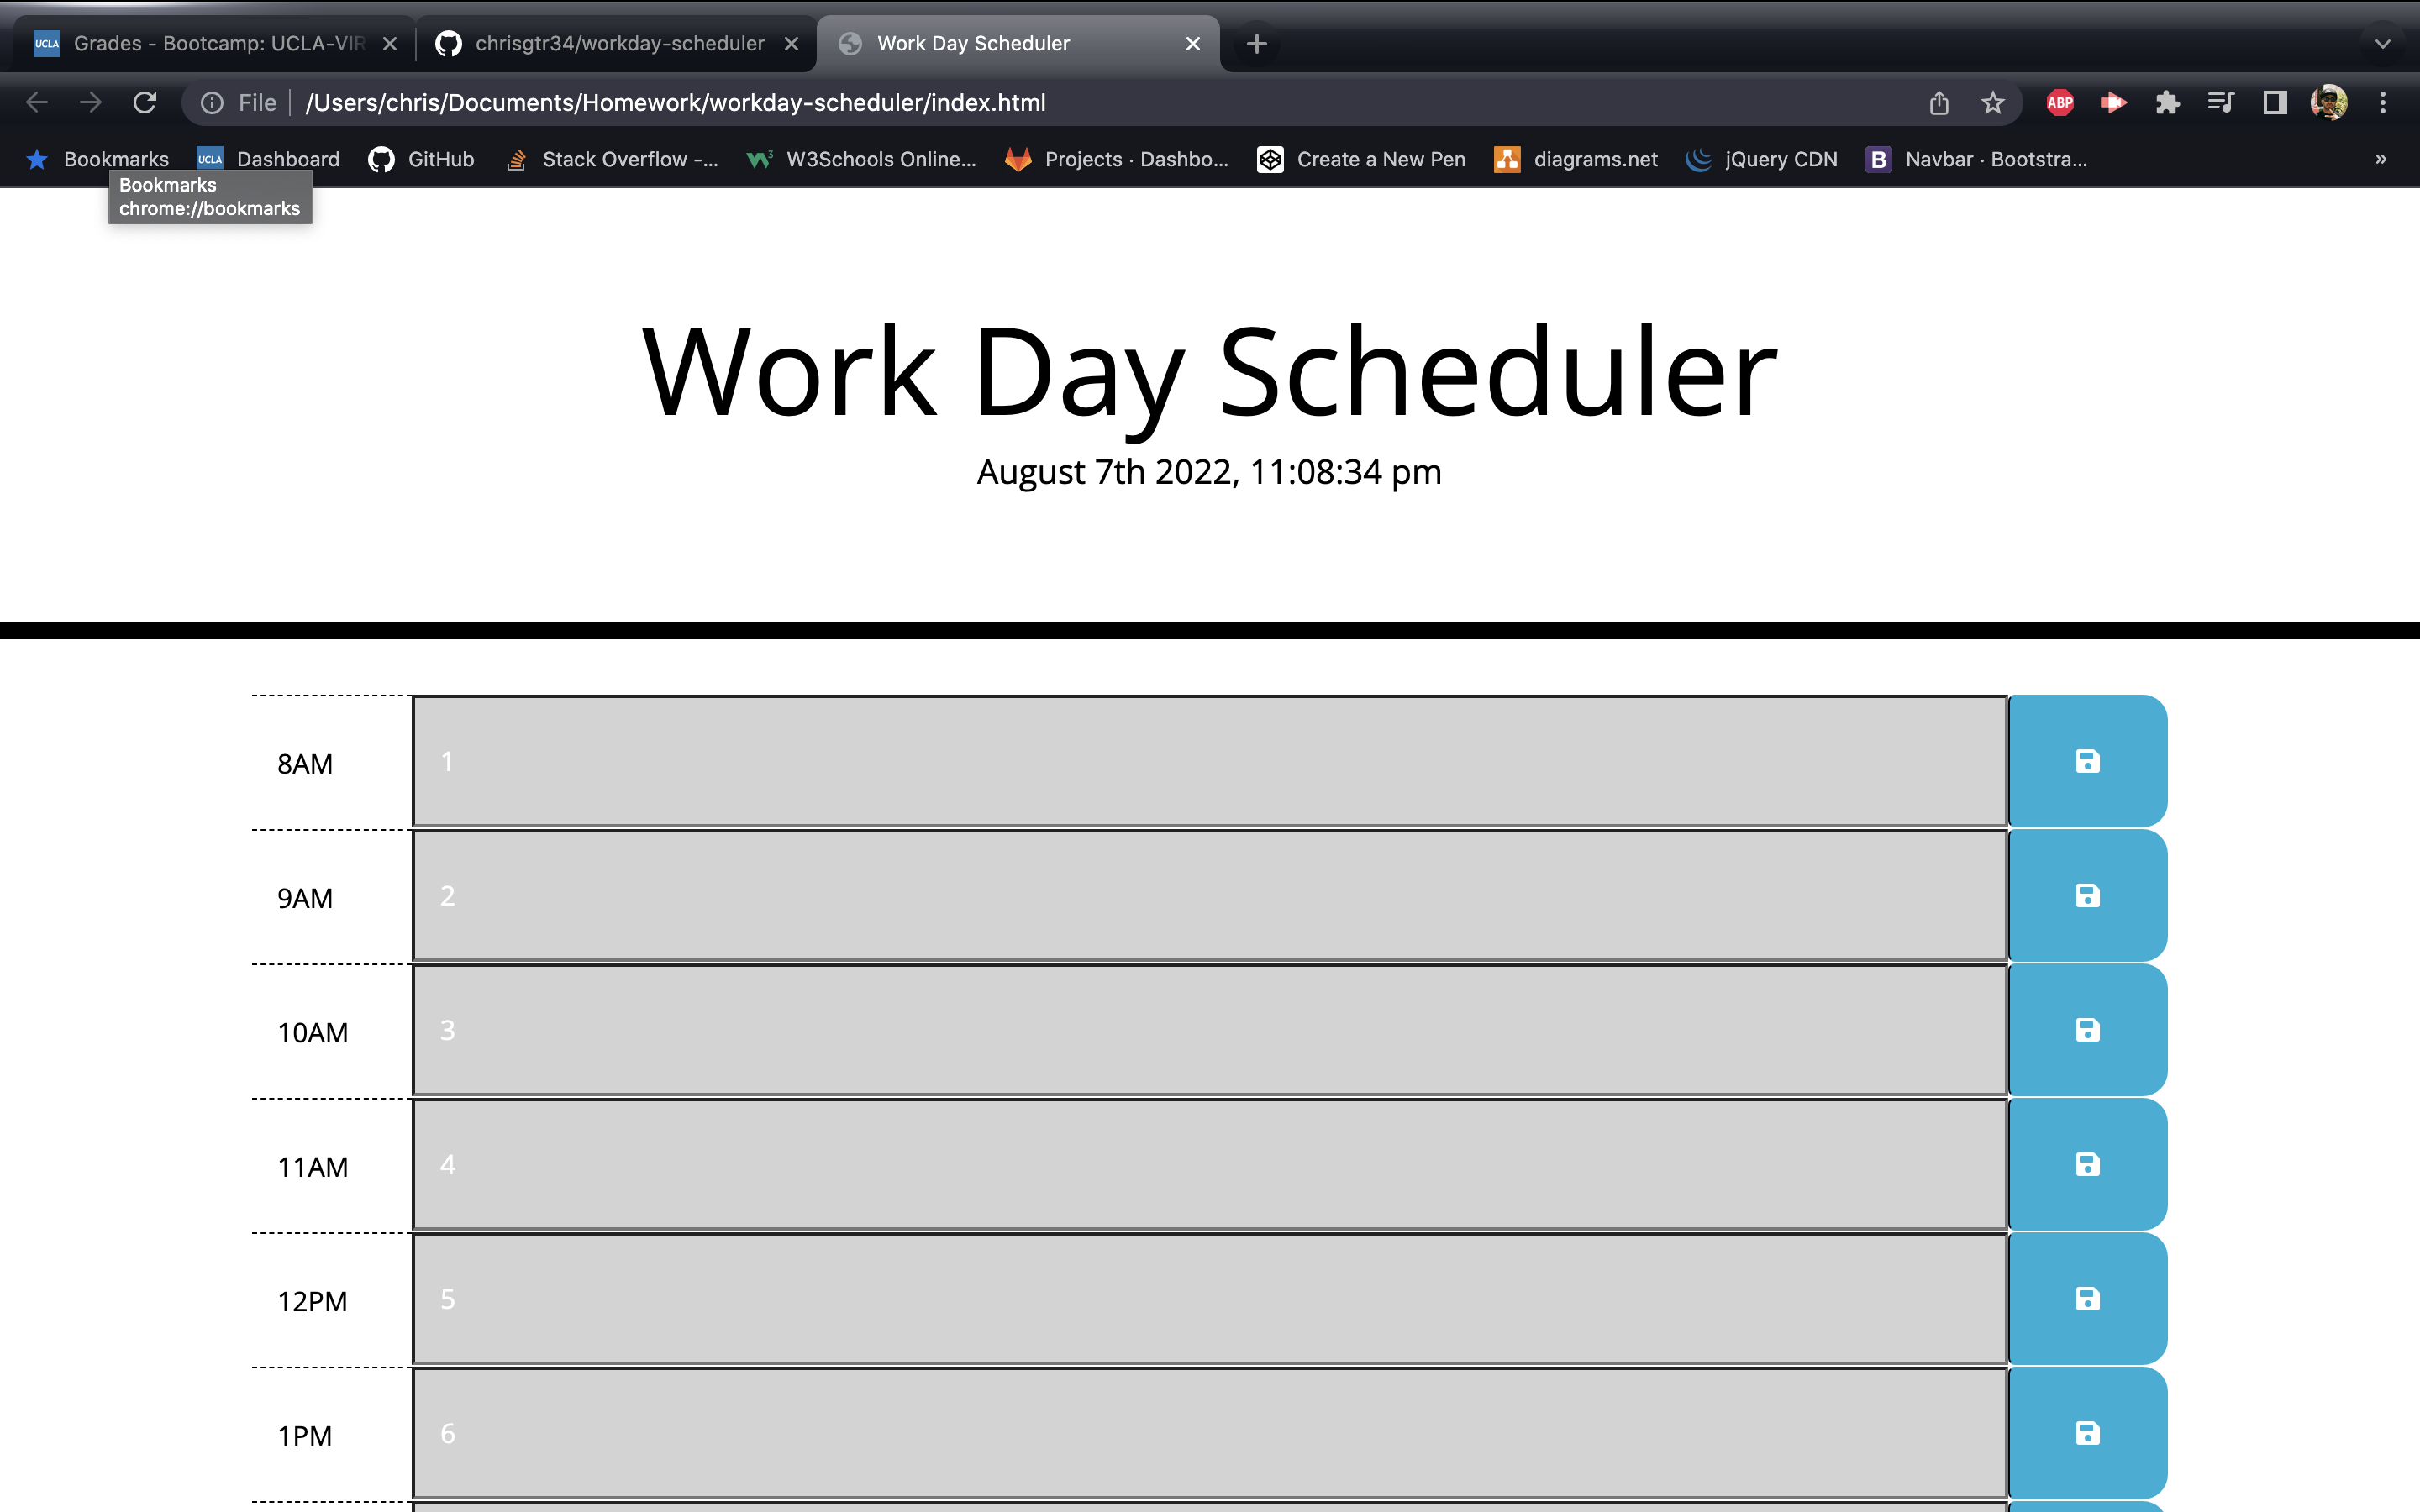 UCLA Grades - Bootcamp: UCLA-VIR chrisgtr34/workday-scheduler Work Day Scheduler
File /Users/chris/Documents/Homework/workday-scheduler/index.html ABP
Bookmarks UCLA Dashboard GitHub Stack Overflow -... W3Schools Online... Projects · Dashbo... Create a New Pen diagrams.net jQuery CDN B Navbar · Bootstra... »
Bookmarks
chrome://bookmarks
Work Day Scheduler
August 7th 2022, 11:08:34 pm
8AM 1
9AM 2
10AM 3
11AM 4
12PM 5
1PM 6